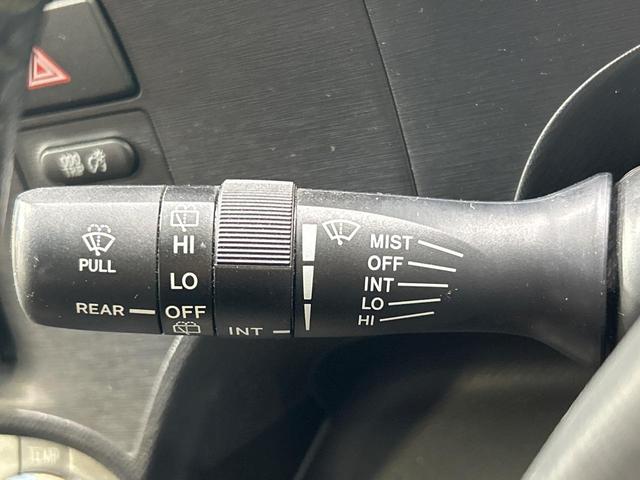 PULL
REAR
HI
LO
OFF
INT
MIST
OFF
INT
LO
HI